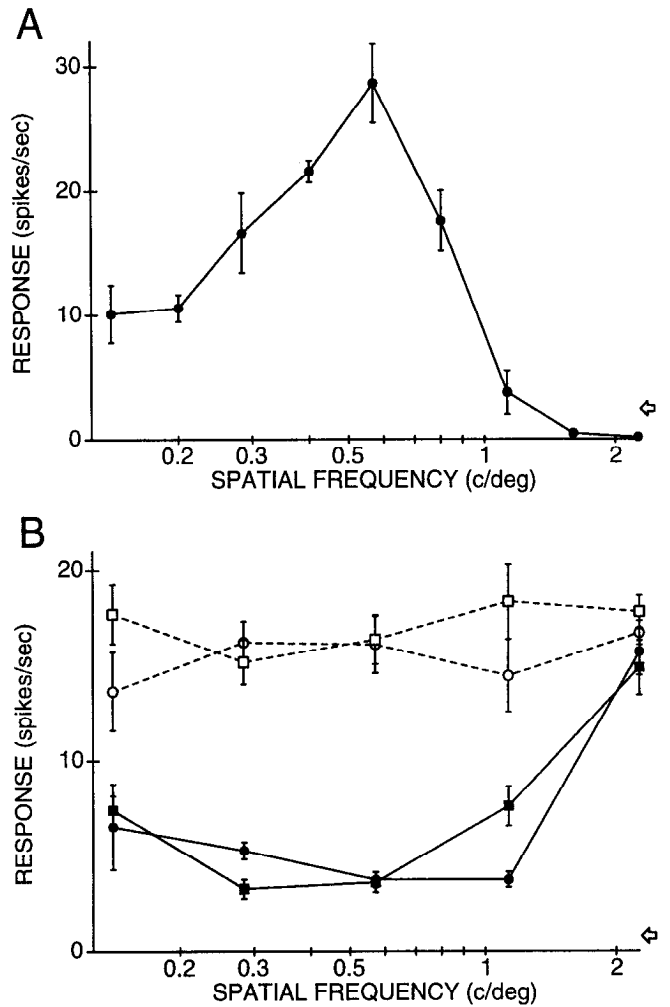 A
RESPONSE (spikes/sec)
30
20
10
0
0.2 0.3 0.5 1 2
SPATIAL FREQUENCY (c/deg)
B
RESPONSE (spikes/sec)
20
10
0
0.2 0.3 0.5 1 2
SPATIAL FREQUENCY (c/deg)